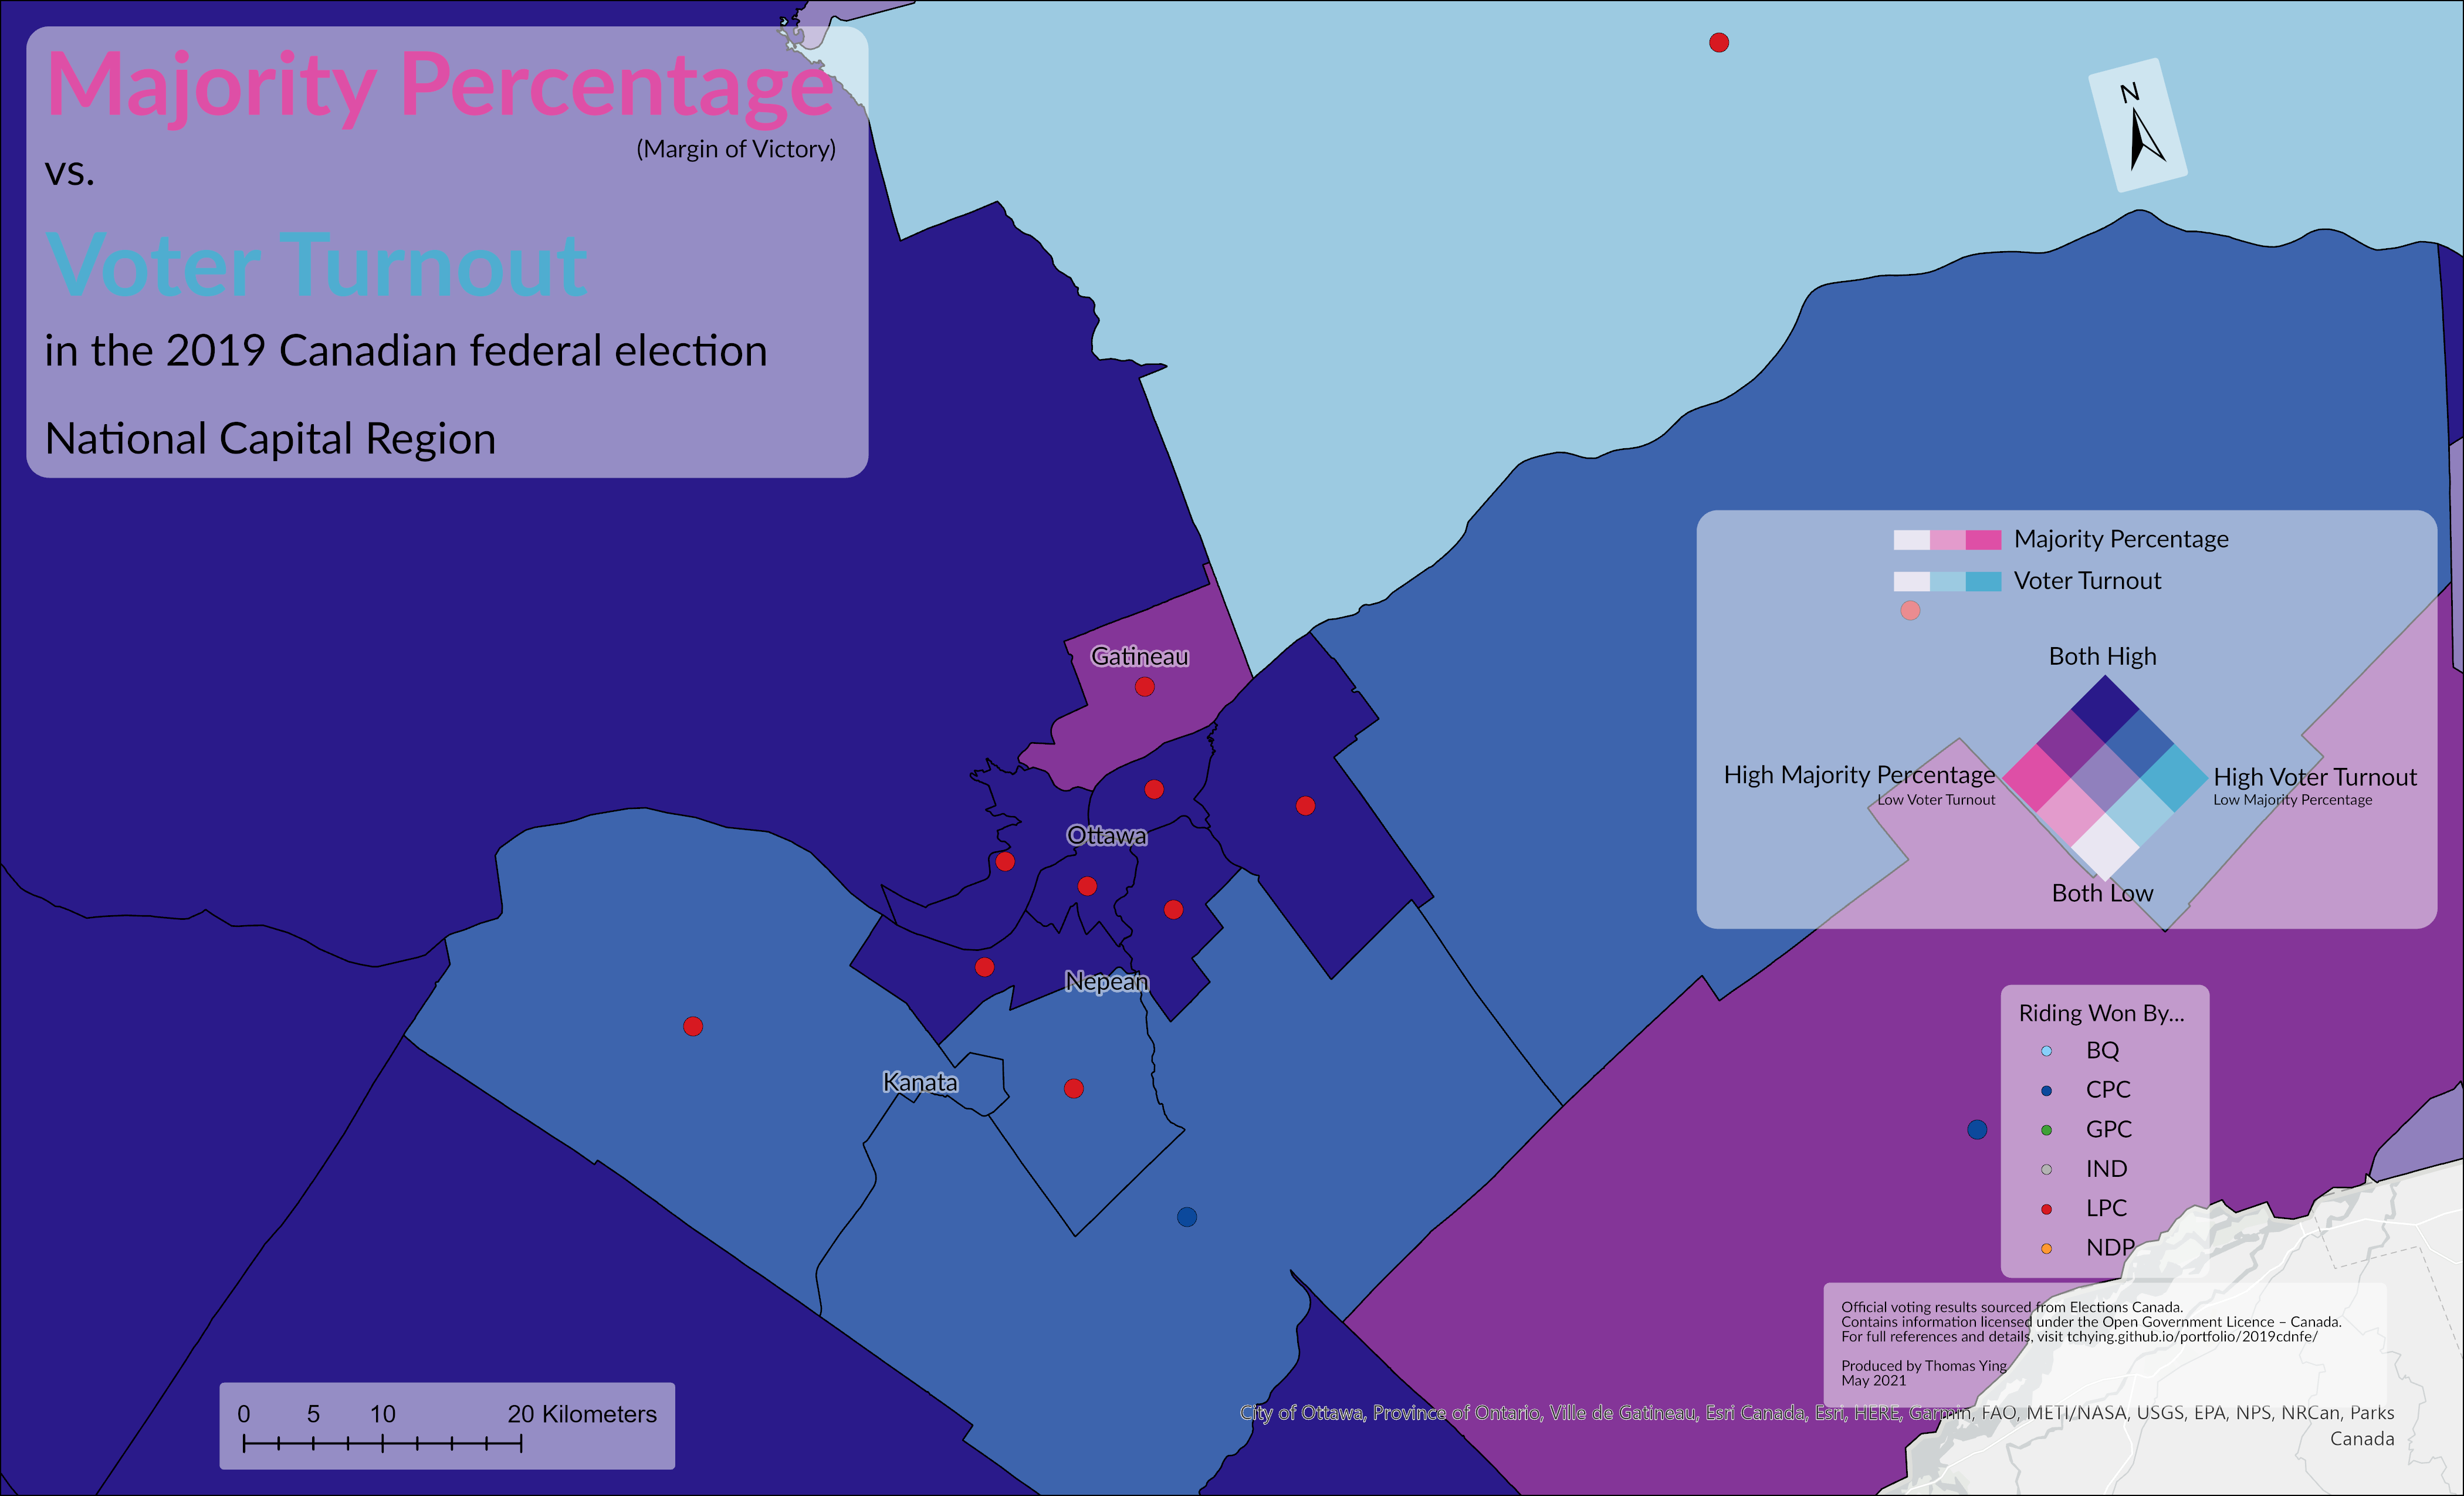 Majority Percentage
(Margin of Victory)
vs.
Voter Turnout
in the 2019 Canadian federal election
National Capital Region
N
Majority Percentage
Voter Turnout
Both High
High Majority Percentage
Low Voter Turnout
High Voter Turnout
Low Majority Percentage
Both Low
Gatineau
Ottawa
Nepean
Kanata
Riding Won By...
BQ
CPC
GPC
IND
LPC
NDP
Official voting results sourced from Elections Canada.
Contains information licensed under the Open Government Licence – Canada.
For full references and details, visit tchying.github.io/portfolio/2019cdnfe/
Produced by Thomas Ying
May 2021
0 5 10 20 Kilometers
City of Ottawa, Province of Ontario, Ville de Gatineau, Esri Canada, Esri, HERE, Garmin, FAO, METI/NASA, USGS, EPA, NPS, NRCan, Parks
Canada